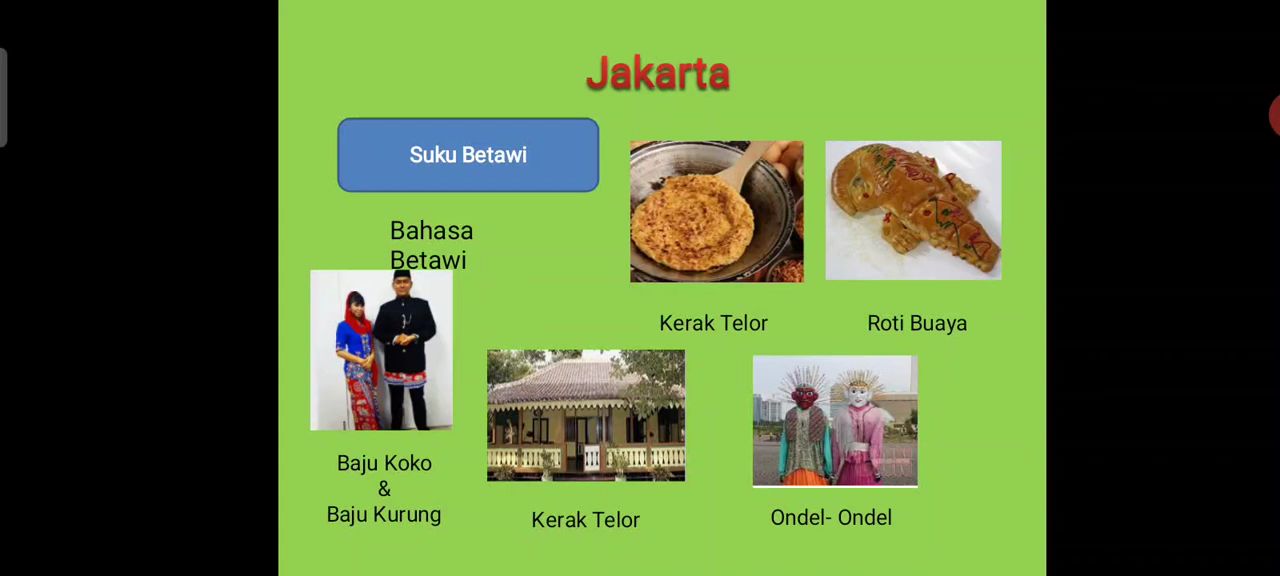 Jakarta
Suku Betawi
Bahasa
Betawi
Kerak Telor
Roti Buaya
Baju Koko
&
Baju Kurung
Kerak Telor
Ondel- Ondel